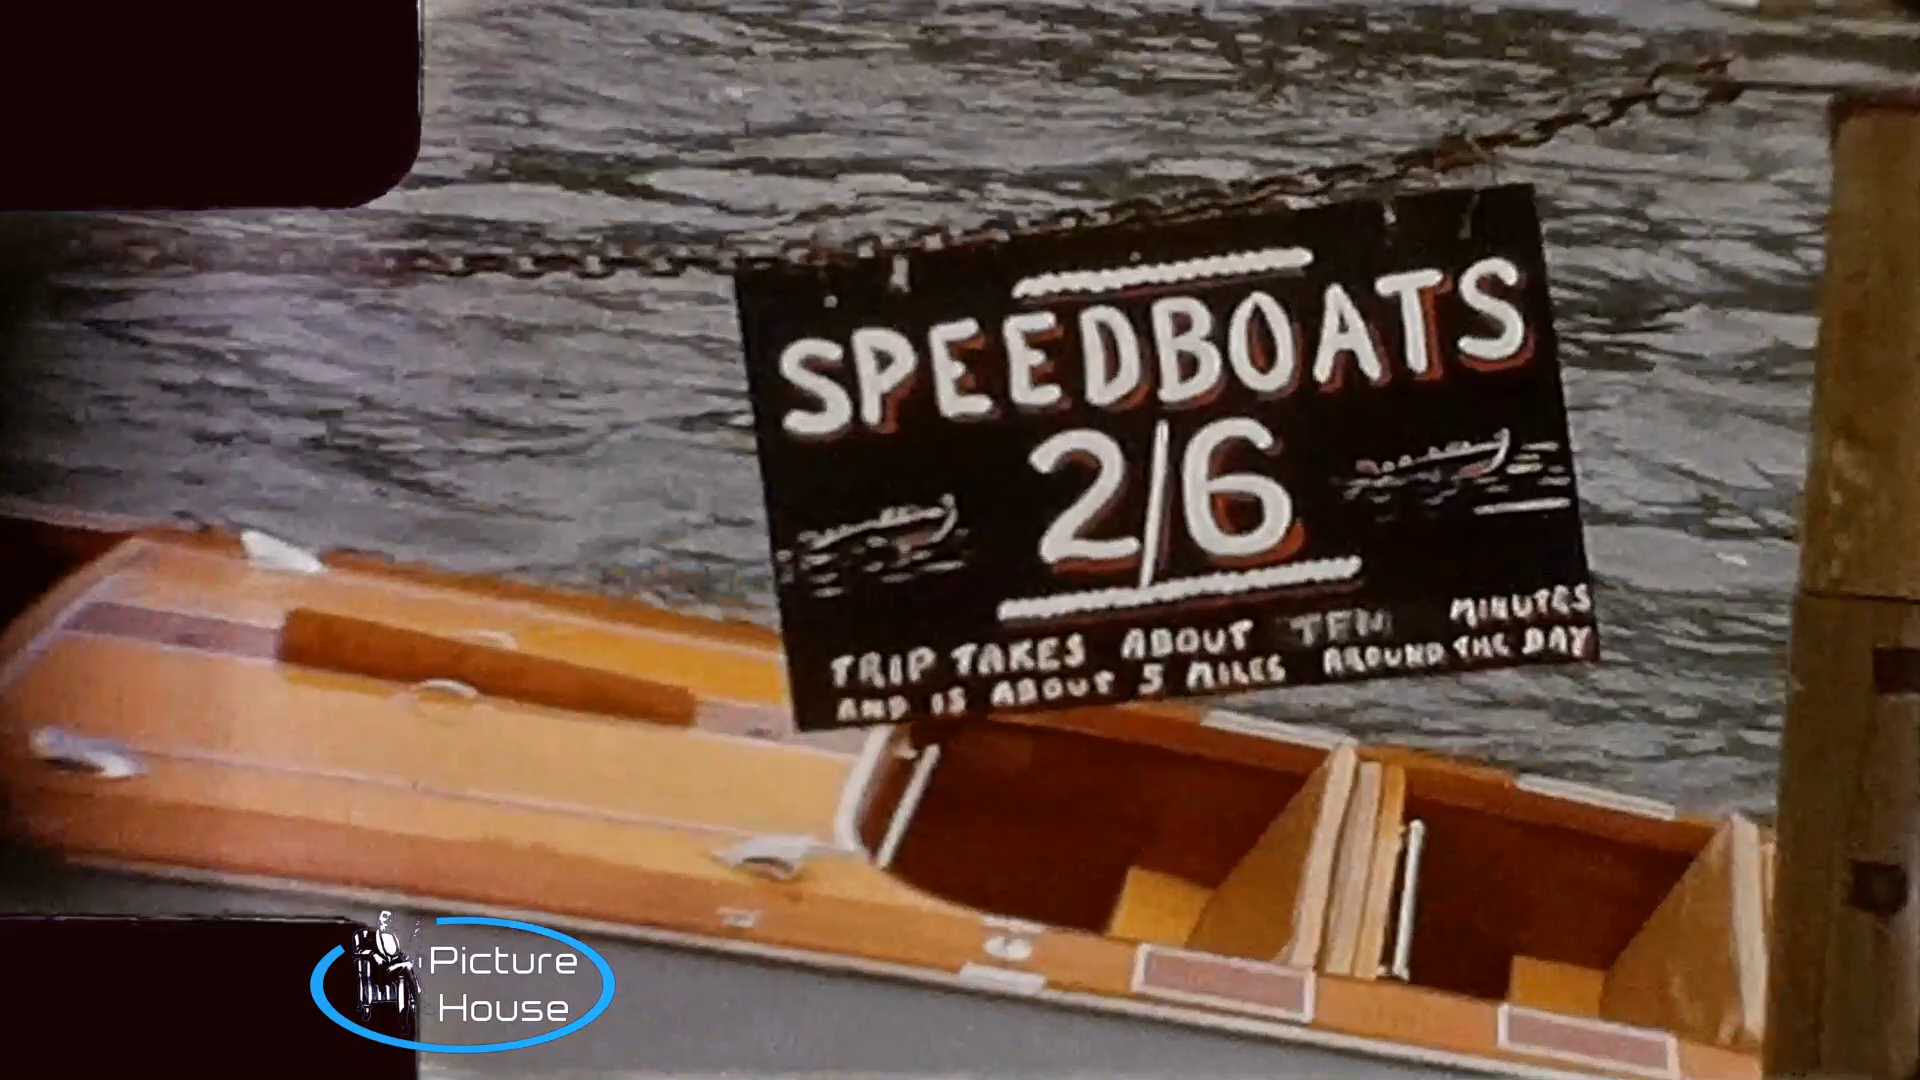 SPEEDBOATS
2/6
TRIP TAKES ABOUT TEN MINUTES
AND IS ABOUT 5 MILES AROUND THE BAY
Picture
House